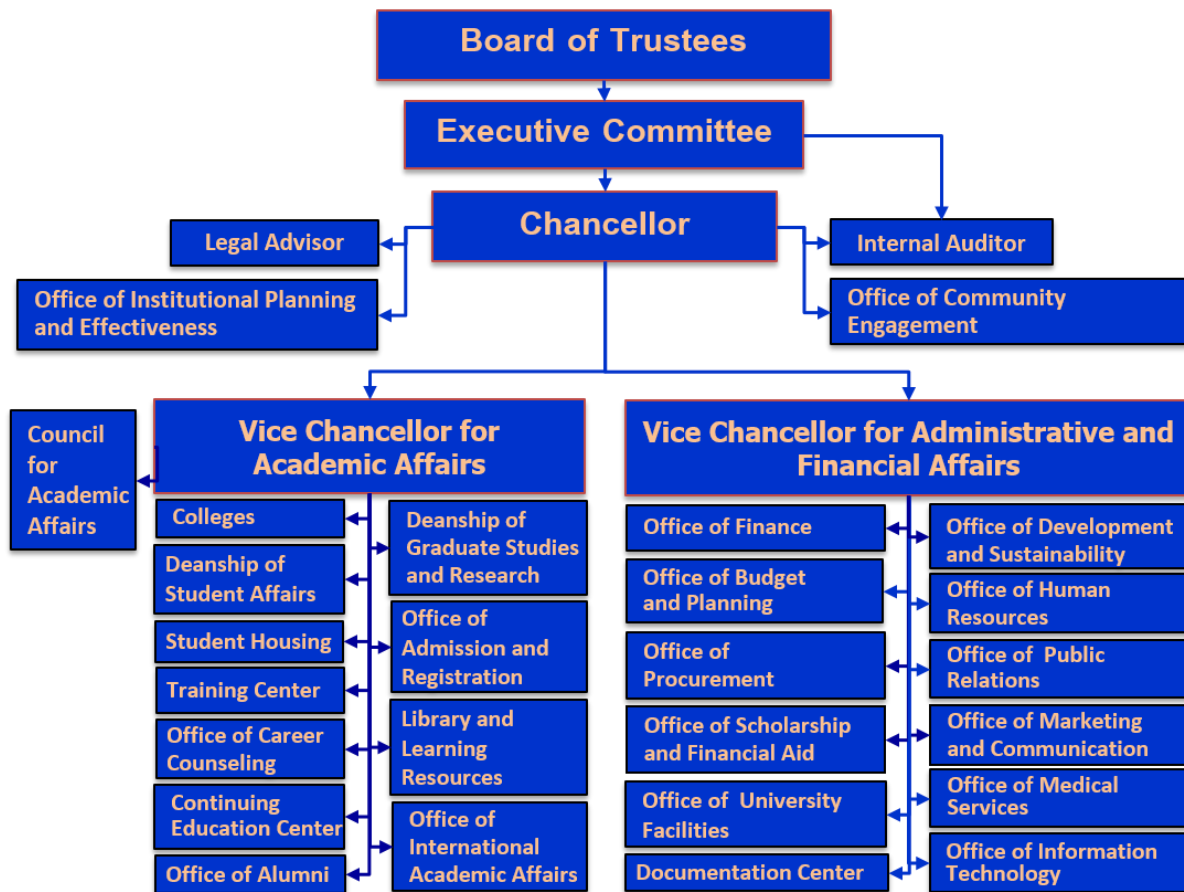 Board of Trustees
Executive Committee
Chancellor
Legal Advisor
Internal Auditor
Office of Institutional Planning
and Effectiveness
Office of Community
Engagement
Council
for
Academic
Affairs
Vice Chancellor for
Academic Affairs
Colleges
Deanship of
Student Affairs
Student Housing
Training Center
Office of Career
Counseling
Continuing
Education Center
Office of Alumni
Deanship of
Graduate Studies
and Research
Office of
Admission and
Registration
Library and
Learning
Resources
Office of
International
Academic Affairs
Vice Chancellor for Administrative and
Financial Affairs
Office of Finance
Office of Budget
and Planning
Office of
Procurement
Office of Scholarship
and Financial Aid
Office of University
Facilities
Documentation Center
Office of Development
and Sustainability
Office of Human
Resources
Office of Public
Relations
Office of Marketing
and Communication
Office of Medical
Services
Office of Information
Technology